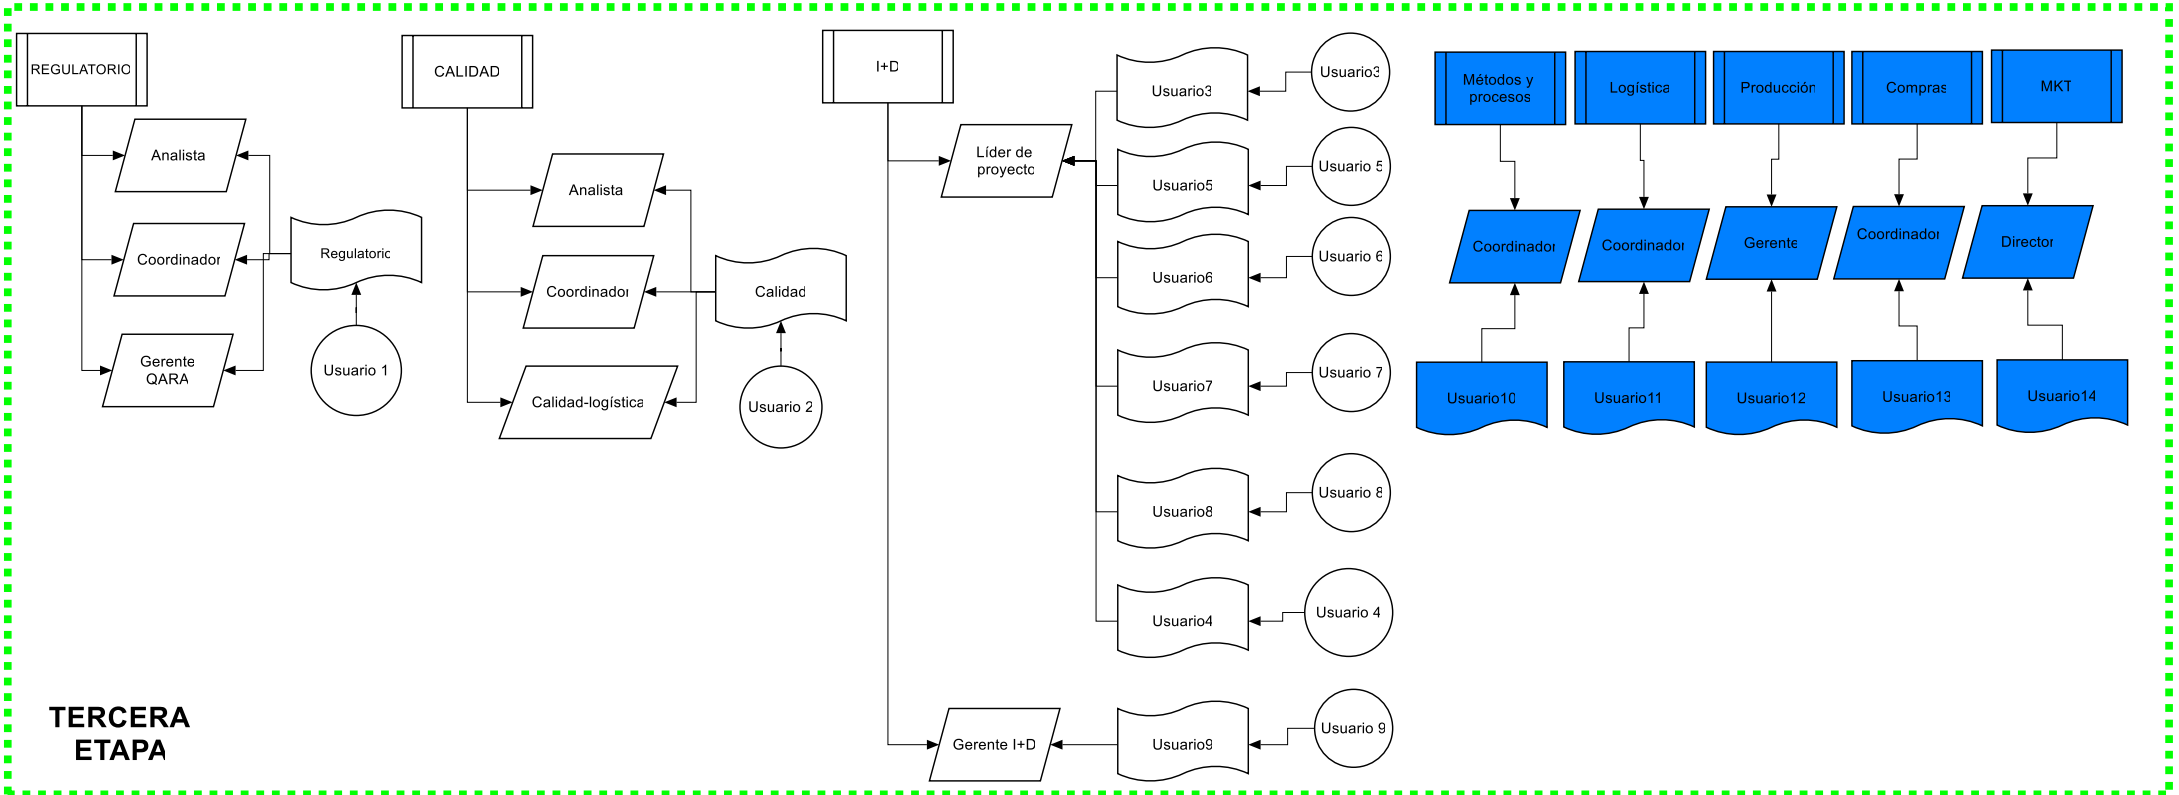 REGULATORIO
Analista
Coordinador
Regulatorio
Gerente
QARA
Usuario 1
CALIDAD
Analista
Coordinador
Calidad
Calidad-logística
Usuario 2
I+D
Líder de
proyecto
Usuario3
Usuario3
Usuario5
Usuario 5
Usuario6
Usuario 6
Usuario7
Usuario 7
Usuario8
Usuario 8
Usuario4
Usuario 4
Gerente I+D
Usuario9
Usuario 9
Métodos y
procesos
Logística
Producción
Compras
MKT
Coordinador
Coordinador
Gerente
Coordinador
Director
Usuario10
Usuario11
Usuario12
Usuario13
Usuario14
TERCERA
ETAPA